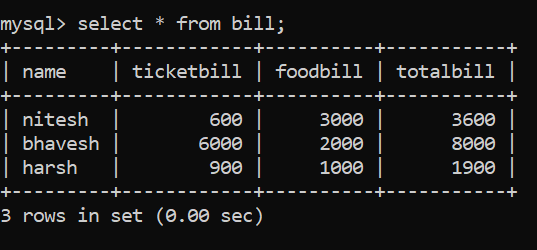 mysql> select * from bill;
+---------+------------+----------+-----------+
| name    | ticketbill | foodbill | totalbill |
+---------+------------+----------+-----------+
| nitesh  |        600 |     3000 |      3600 |
| bhavesh |       6000 |     2000 |      8000 |
| harsh   |        900 |     1000 |      1900 |
+---------+------------+----------+-----------+
3 rows in set (0.00 sec)